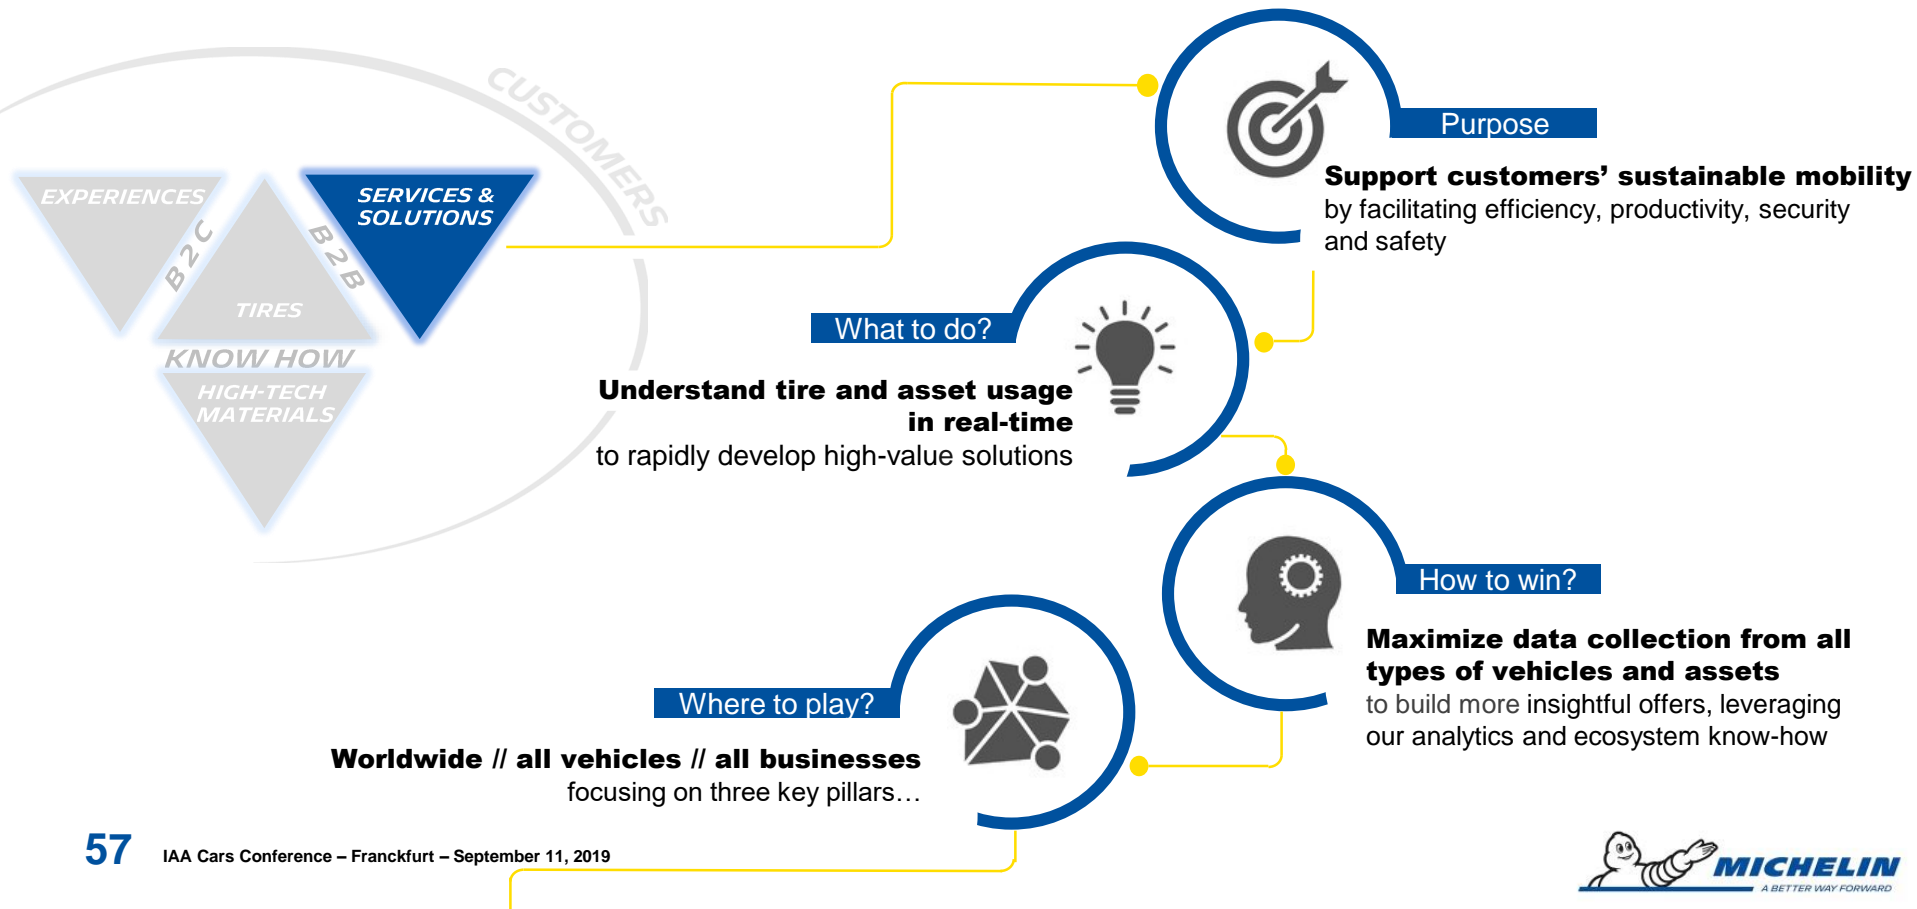 CUSTOMERS
EXPERIENCES
B2C
TIRES
B2B
SERVICES &
SOLUTIONS
KNOW HOW
HIGH-TECH
MATERIALS
Purpose
Support customers’ sustainable mobility
by facilitating efficiency, productivity, security
and safety
What to do?
Understand tire and asset usage
in real-time
to rapidly develop high-value solutions
How to win?
Maximize data collection from all
types of vehicles and assets
to build more insightful offers, leveraging
our analytics and ecosystem know-how
Where to play?
Worldwide // all vehicles // all businesses
focusing on three key pillars…
57
IAA Cars Conference – Franckfurt – September 11, 2019
MICHELIN
A BETTER WAY FORWARD